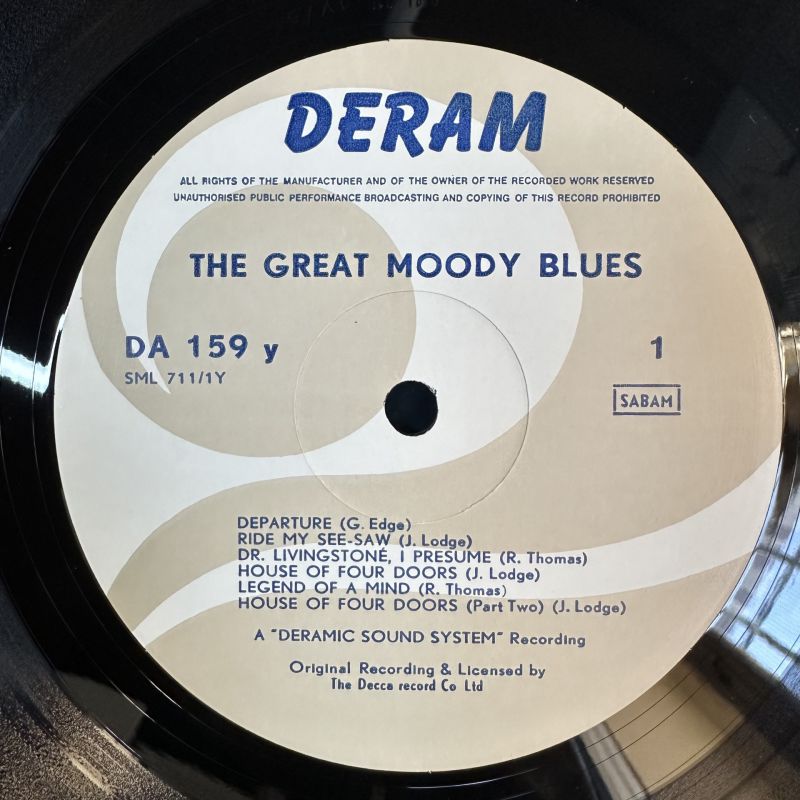 DERAM
ALL RIGHTS OF THE MANUFACTURER AND OF THE OWNER OF THE RECORDED WORK RESERVED
UNAUTHORISED PUBLIC PERFORMANCE BROADCASTING AND COPYING OF THIS RECORD PROHIBITED
THE GREAT MOODY BLUES
DA 159 y 1
SML 711/1Y SABAM
DEPARTURE (G. Edge)
RIDE MY SEE-SAW (J. Lodge)
DR. LIVINGSTONÉ, I PRESUME (R. Thomas)
HOUSE OF FOUR DOORS (J. Lodge)
LEGEND OF A MIND (R. Thomas)
HOUSE OF FOUR DOORS (Part Two) (J. Lodge)
A "DERAMIC SOUND SYSTEM" Recording
Original Recording & Licensed by
The Decca record Co Ltd